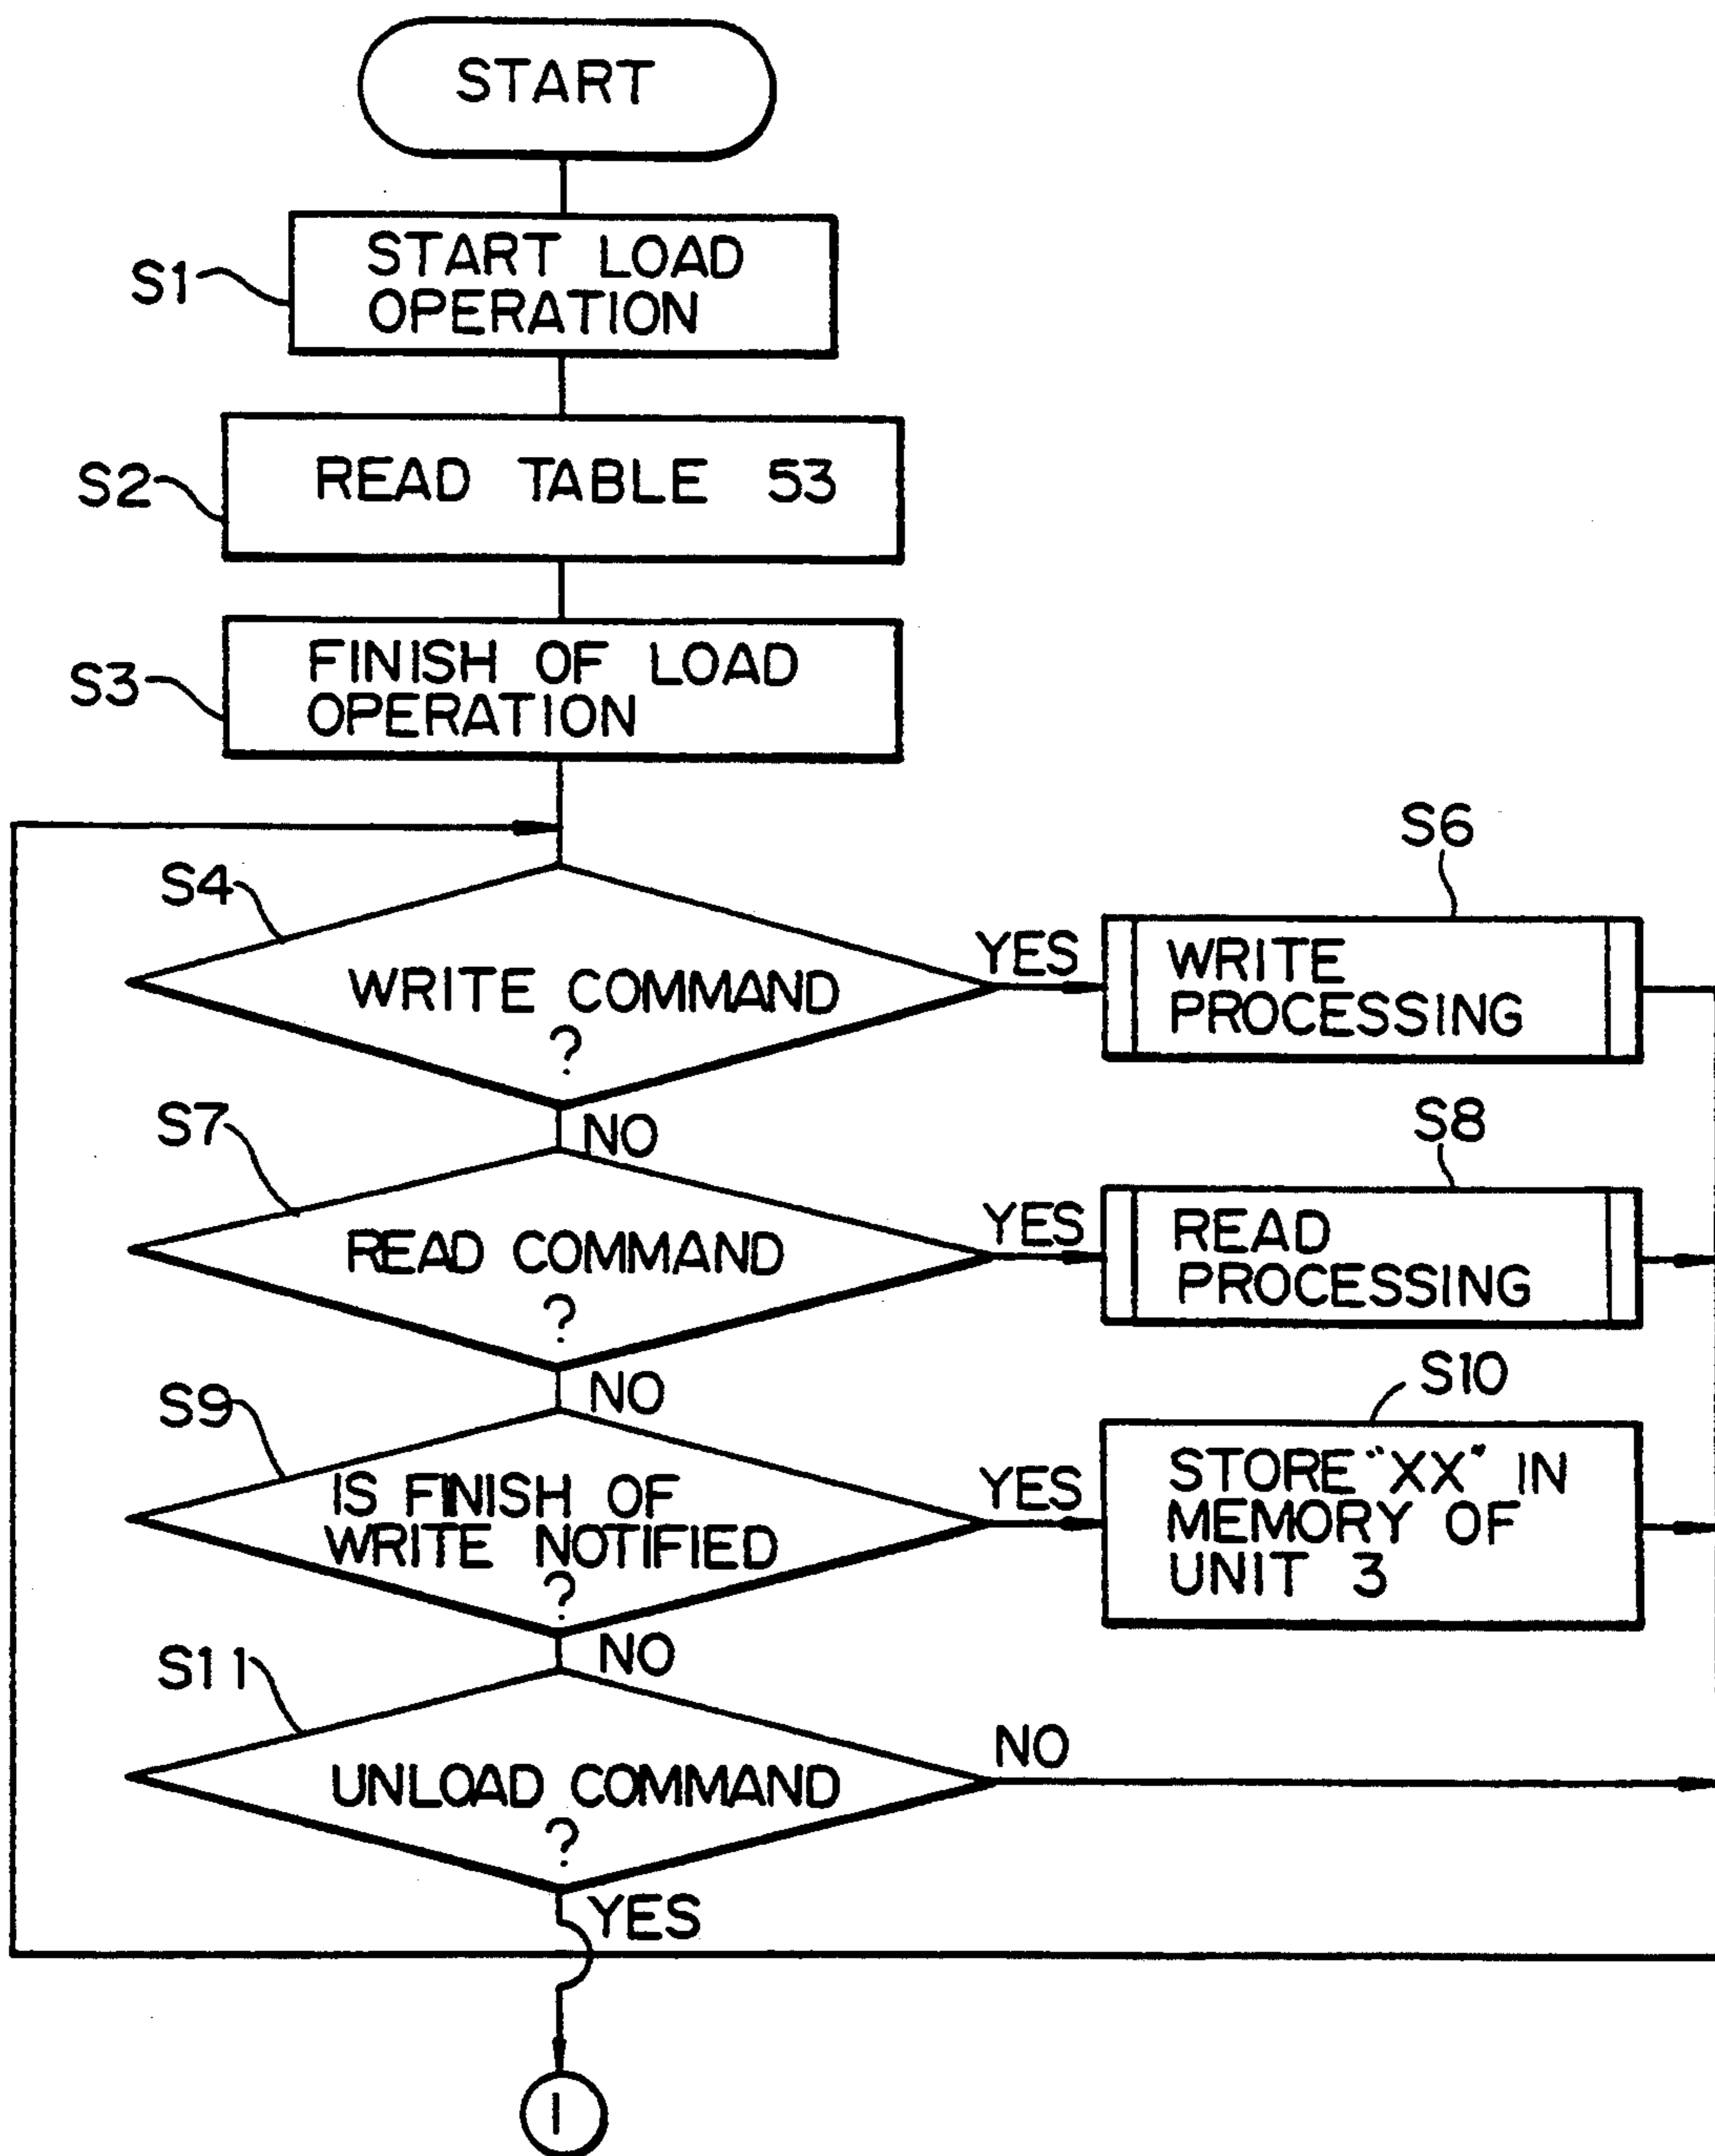 START
S1
START LOAD
OPERATION
S2
READ TABLE 53
S3
FINISH OF LOAD
OPERATION
S4
WRITE COMMAND
?
YES
S6
WRITE
PROCESSING
NO
S7
READ COMMAND
?
YES
S8
READ
PROCESSING
NO
S9
IS FINISH OF
WRITE NOTIFIED
?
YES
S10
STORE "XX" IN
MEMORY OF
UNIT 3
NO
S11
UNLOAD COMMAND
?
NO
YES
1